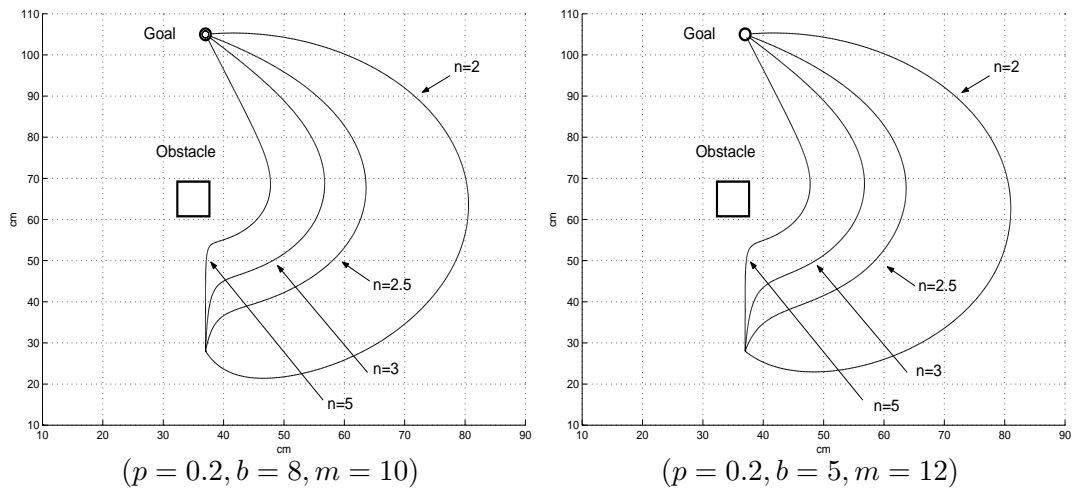 110
100
90
80
70
60
50
40
30
20
10
cm
Goal
Obstacle
n=2
n=2.5
n=3
n=5
10 20 30 40 50 60 70 80 90
cm
(p = 0.2, b = 8, m = 10)
110
100
90
80
70
60
50
40
30
20
10
cm
Goal
Obstacle
n=2
n=2.5
n=3
n=5
10 20 30 40 50 60 70 80 90
cm
(p = 0.2, b = 5, m = 12)